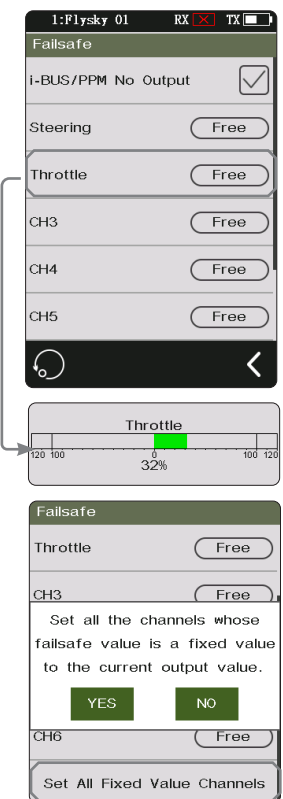 1:Flysky 01 RX TX
Failsafe
i-BUS/PPM No Output
Steering Free
Throttle Free
CH3 Free
CH4 Free
CH5 Free
Throttle
120 100 0 100 120
32%
Failsafe
Throttle Free
CH3 Free
Set all the channels whose
failsafe value is a fixed value
to the current output value.
YES NO
CH6 Free
Set All Fixed Value Channels